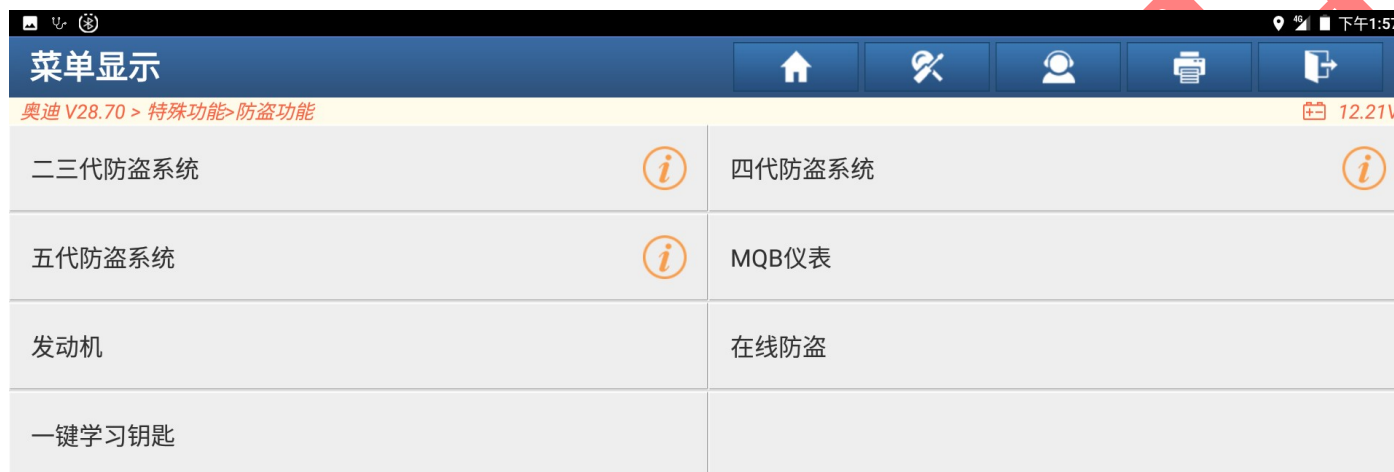 4G 下午1:57
菜单显示
奥迪 V28.70 > 特殊功能>防盗功能 12.21V
二三代防盗系统 四代防盗系统
五代防盗系统 MQB仪表
发动机 在线防盗
一键学习钥匙